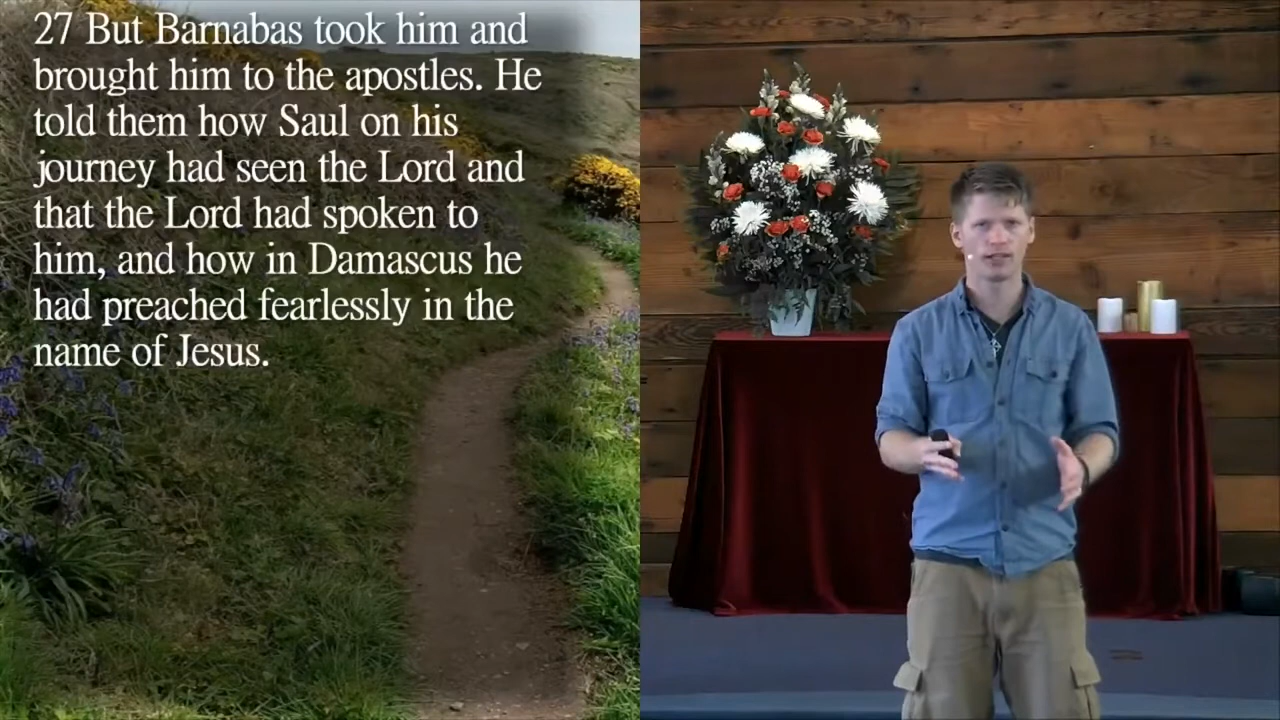 27 But Barnabas took him and
brought him to the apostles. He
told them how Saul on his
journey had seen the Lord and
that the Lord had spoken to
him, and how in Damascus he
had preached fearlessly in the
name of Jesus.